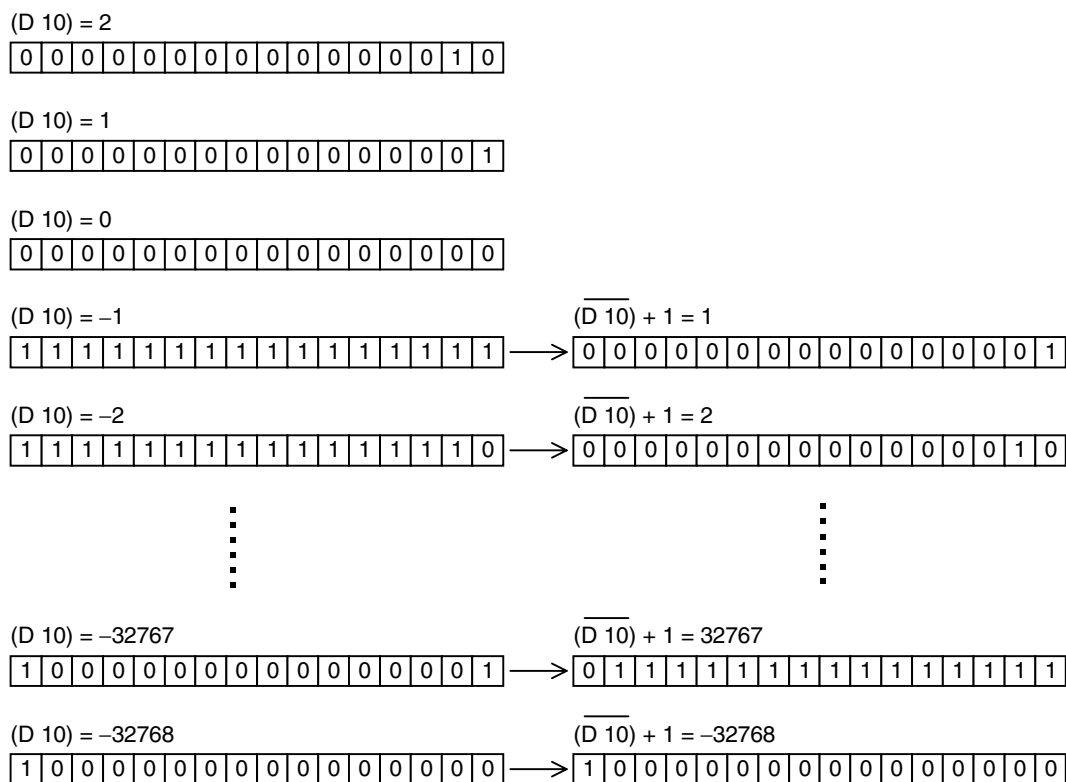 (D 10) = 2
0 0 0 0 0 0 0 0 0 0 0 0 0 0 1 0
(D 10) = 1
0 0 0 0 0 0 0 0 0 0 0 0 0 0 0 1
(D 10) = 0
0 0 0 0 0 0 0 0 0 0 0 0 0 0 0 0
(D 10) = −1
(D̅ ̅1̅0̅) + 1 = 1
1 1 1 1 1 1 1 1 1 1 1 1 1 1 1 1
0 0 0 0 0 0 0 0 0 0 0 0 0 0 0 1
(D 10) = −2
(D̅ ̅1̅0̅) + 1 = 2
1 1 1 1 1 1 1 1 1 1 1 1 1 1 1 0
0 0 0 0 0 0 0 0 0 0 0 0 0 0 1 0
(D 10) = −32767
(D̅ ̅1̅0̅) + 1 = 32767
1 0 0 0 0 0 0 0 0 0 0 0 0 0 0 1
0 1 1 1 1 1 1 1 1 1 1 1 1 1 1 1
(D 10) = −32768
(D̅ ̅1̅0̅) + 1 = −32768
1 0 0 0 0 0 0 0 0 0 0 0 0 0 0 0
1 0 0 0 0 0 0 0 0 0 0 0 0 0 0 0